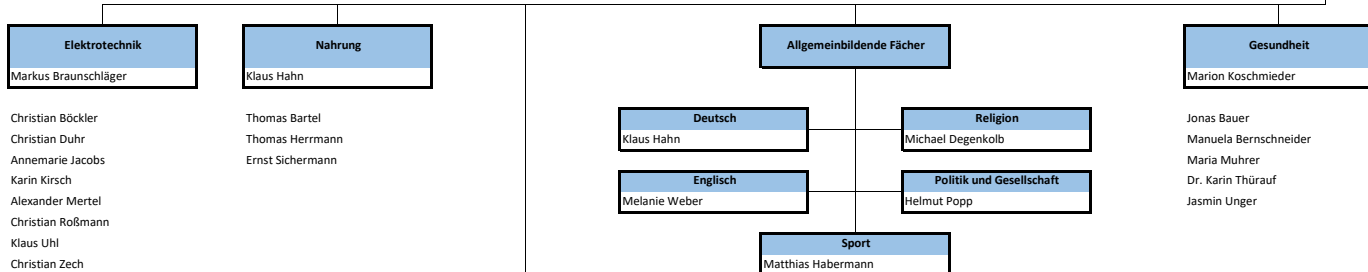 Elektrotechnik
Markus Braunschläger
Christian Böckler
Christian Duhr
Annemarie Jacobs
Karin Kirsch
Alexander Mertel
Christian Roßmann
Klaus Uhl
Christian Zech
Nahrung
Klaus Hahn
Thomas Bartel
Thomas Herrmann
Ernst Sichermann
Allgemeinbildende Fächer
Deutsch
Klaus Hahn
Religion
Michael Degenkolb
Englisch
Melanie Weber
Politik und Gesellschaft
Helmut Popp
Sport
Matthias Habermann
Gesundheit
Marion Koschmieder
Jonas Bauer
Manuela Bernschneider
Maria Muhrer
Dr. Karin Thürauf
Jasmin Unger